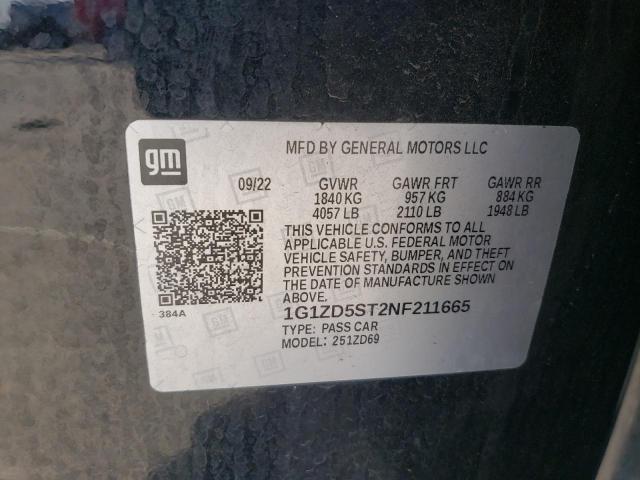 gm
MFD BY GENERAL MOTORS LLC
09/22 GVWR GAWR FRT GAWR RR
1840 KG 957 KG 884 KG
4057 LB 2110 LB 1948 LB
THIS VEHICLE CONFORMS TO ALL
APPLICABLE U.S. FEDERAL MOTOR
VEHICLE SAFETY, BUMPER, AND THEFT
PREVENTION STANDARDS IN EFFECT ON THE
DATE OF MANUFACTURE SHOWN
ABOVE.
384A
1G1ZD5ST2NF211665
TYPE: PASS CAR
MODEL: 251ZD69